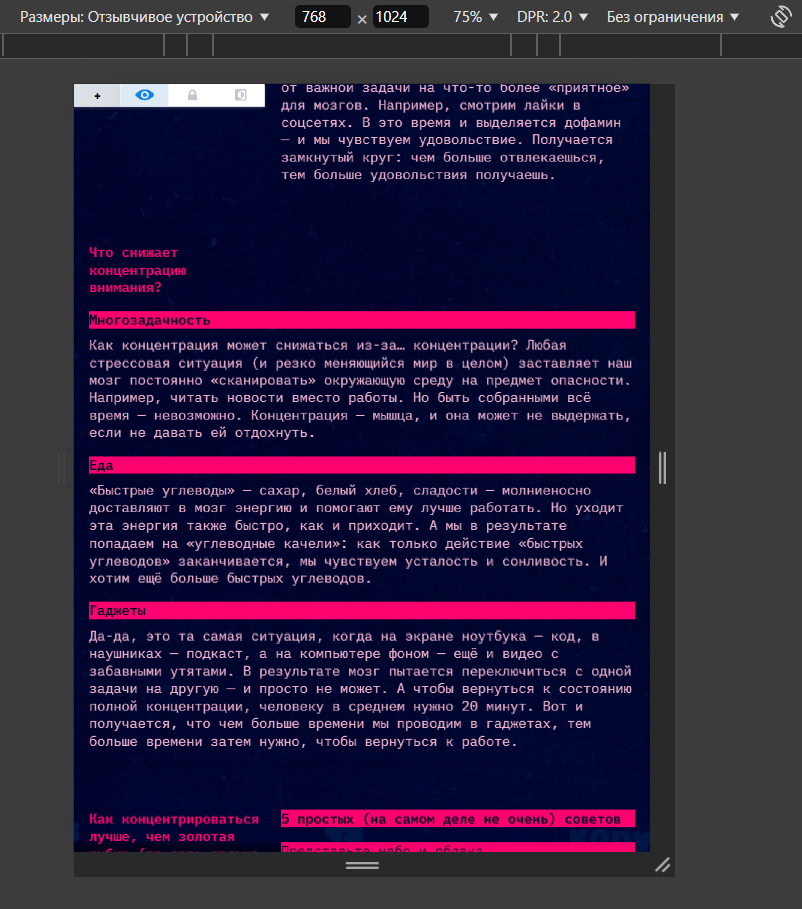 Размеры: Отзывчивое устройство ▼ 768 × 1024 75% ▼ DPR: 2.0 ▼ Без ограничения ▼
+
от важной задачи на что-то более «приятное»
для мозгов. Например, смотрим лайки в
соцсетях. В это время и выделяется дофамин
— и мы чувствуем удовольствие. Получается
замкнутый круг: чем больше отвлекаешься,
тем больше удовольствия получаешь.
Что снижает
концентрацию
внимания?
Многозадачность
Как концентрация может снижаться из-за… концентрации? Любая
стрессовая ситуация (и резко меняющийся мир в целом) заставляет наш
мозг постоянно «сканировать» окружающую среду на предмет опасности.
Например, читать новости вместо работы. Но быть собранными всё
время — невозможно. Концентрация — мышца, и она может не выдержать,
если не давать ей отдохнуть.
Еда
«Быстрые углеводы» — сахар, белый хлеб, сладости — молниеносно
доставляют в мозг энергию и помогают ему лучше работать. Но уходит
эта энергия также быстро, как и приходит. А мы в результате
попадаем на «углеводные качели»: как только действие «быстрых
углеводов» заканчивается, мы чувствуем усталость и сонливость. И
хотим ещё больше быстрых углеводов.
Гаджеты
Да-да, это та самая ситуация, когда на экране ноутбука — код, в
наушниках — подкаст, а на компьютере фоном — ещё и видео с
забавными утятами. В результате мозг пытается переключиться с одной
задачи на другую — и просто не может. А чтобы вернуться к состоянию
полной концентрации, человеку в среднем нужно 20 минут. Вот и
получается, что чем больше времени мы проводим в гаджетах, тем
больше времени затем нужно, чтобы вернуться к работе.
Как концентрироваться
лучше, чем золотая
5 простых (на самом деле не очень) советов
Представьте небо и облака